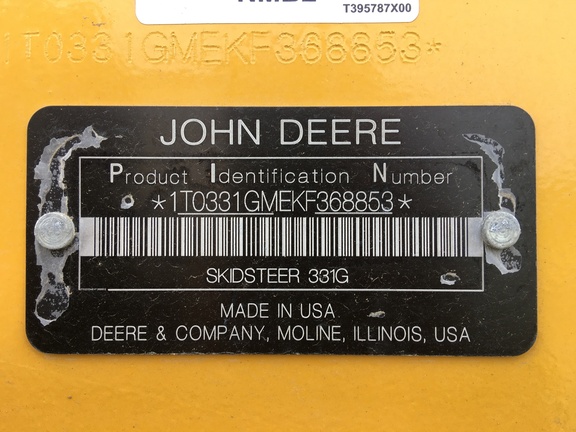 T395787X00
1T0331GMEKF368853*
JOHN DEERE
Product Identification Number
*1T0331GMEKF368853*
SKIDSTEER 331G
MADE IN USA
DEERE & COMPANY, MOLINE, ILLINOIS, USA